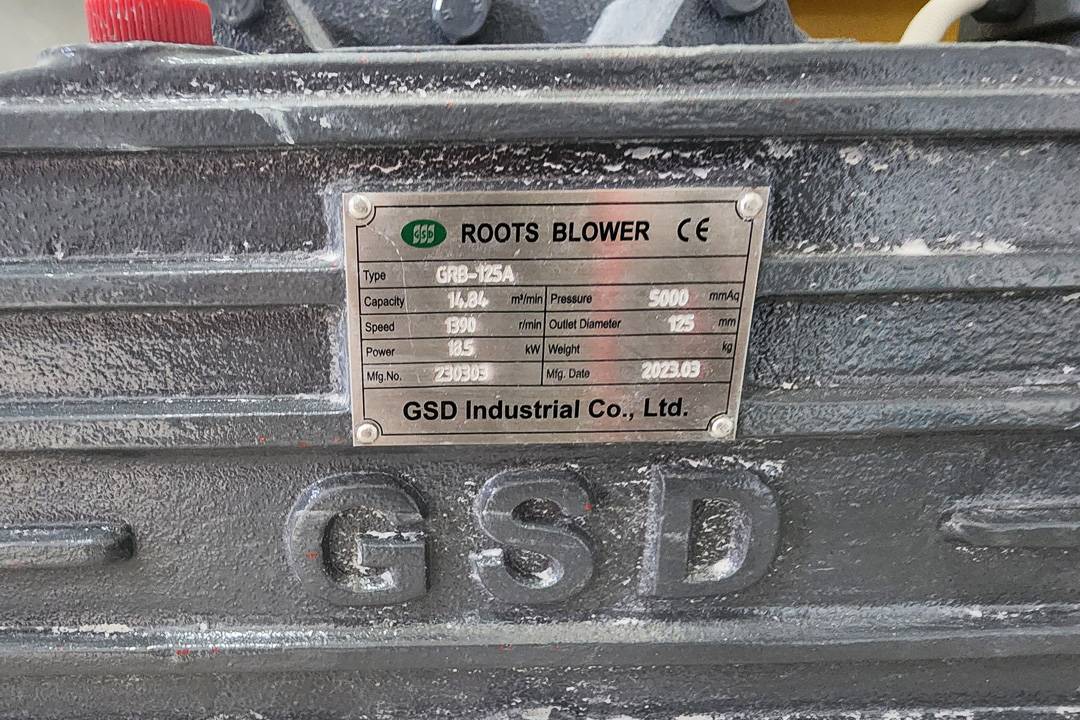 GSD ROOTS BLOWER CE
Type GRB-125A
Capacity 14.84 m³/min Pressure 5000 mmAq
Speed 1390 r/min Outlet Diameter 125 mm
Power 18.5 kW Weight kg
Mfg.No. 230303 Mfg. Date 2023.03
GSD Industrial Co., Ltd.
GSD